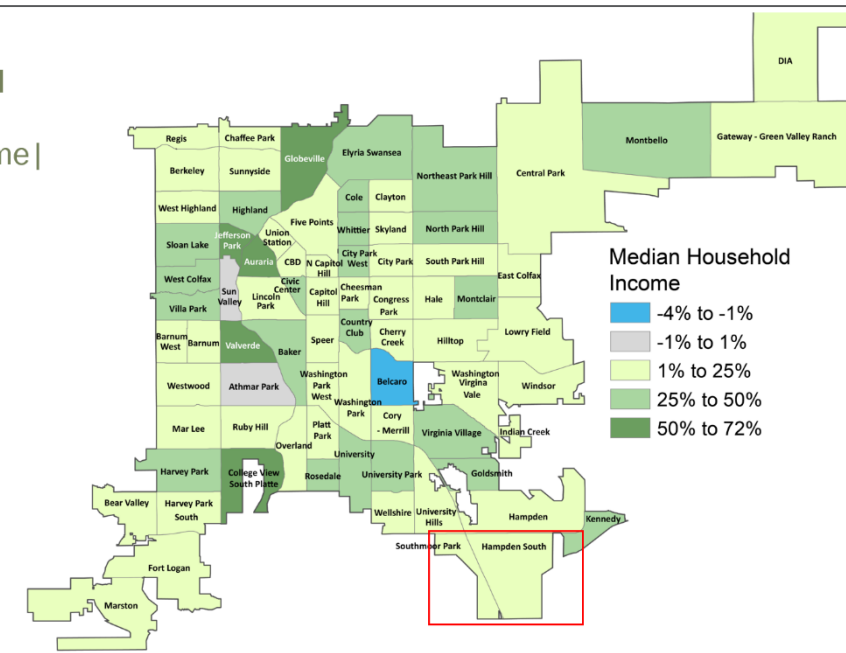 me|
DIA
Regis
Chaffee Park
Globeville
Elyria Swansea
Montbello
Gateway - Green Valley Ranch
Berkeley
Sunnyside
Northeast Park Hill
Central Park
West Highland
Highland
Cole
Clayton
Five Points
Sloan Lake
Jefferson
Park
Union
Station
Whittier
Skyland
North Park Hill
Auraria
CBD
N Capitol
Hill
City Park
West
City Park
South Park Hill
East Colfax
West Colfax
Sun
Valley
Civic
Center
Lincoln
Park
Capitol
Hill
Cheesman
Park
Congress
Park
Hale
Montclair
Villa Park
Barnum
West
Barnum
Valverde
Baker
Speer
Country
Club
Cherry
Creek
Hilltop
Lowry Field
Westwood
Athmar Park
Washington
Park
West
Washington
Park
Belcaro
Washington
Virgina
Vale
Windsor
Mar Lee
Ruby Hill
Overland
Platt
Park
Cory
- Merrill
Virginia Village
Indian Creek
University
Harvey Park
College View
South Platte
Rosedale
University Park
Goldsmith
Bear Valley
Harvey Park
South
Wellshire
University
Hills
Hampden
Kennedy
Southmoor Park
Hampden South
Fort Logan
Marston
Median Household
Income
-4% to -1%
-1% to 1%
1% to 25%
25% to 50%
50% to 72%